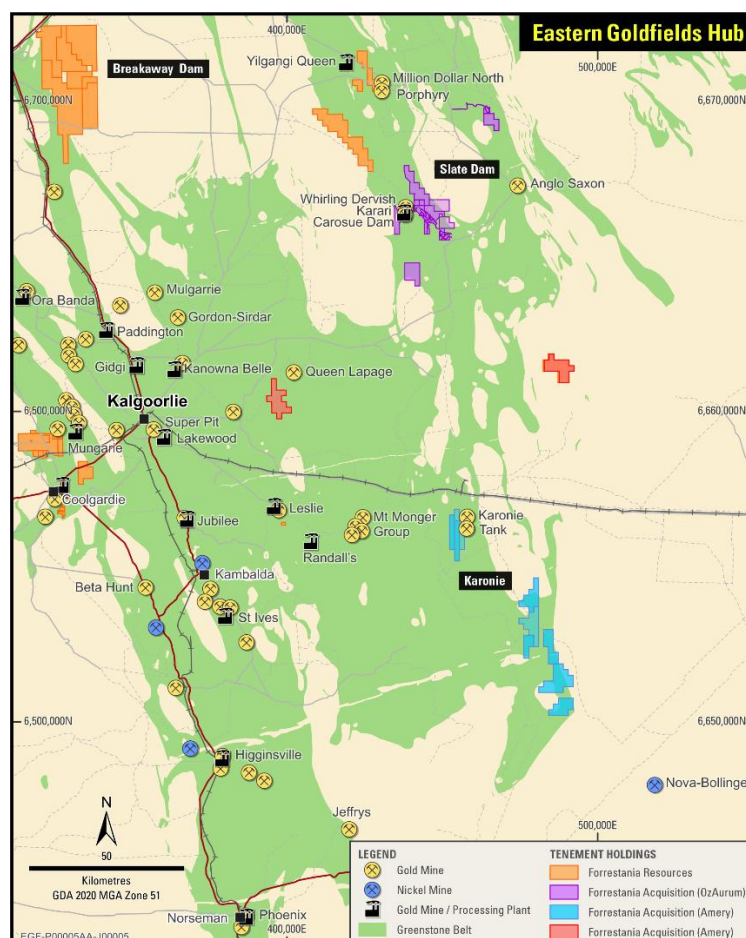 Eastern Goldfields Hub
400,000E
Yilgangi Queen
500,000E
Breakaway Dam
Million Dollar North
Porphyry
6,700,000N
6,670,000N
Slate Dam
Anglo Saxon
Whirling Dervish
Karari
Carosue Dam
Ora Banda
Mulgarrie
Gordon-Sirdar
Paddington
Gidgi
Kanowna Belle
Queen Lapage
Kalgoorlie
6,500,000N
6,660,000N
Super Pit
Lakewood
Mungarie
Coolgardie
Leslie
Jubilee
Mt Monger
Group
Karonie
Tank
Randall's
Kambalda
Karonie
Beta Hunt
St Ives
6,500,000N
6,650,000N
Higginsville
Nova-Bollinger
N
Jeffrys
500,000E
50
Kilometres
GDA 2020 MGA Zone 51
LEGEND
Gold Mine
Nickel Mine
Gold Mine / Processing Plant
Greenstone Belt
TENEMENT HOLDINGS
Forrestania Resources
Forrestania Acquisition (OzAurum)
Forrestania Acquisition (Amery)
Forrestania Acquisition (Amery)
Norseman
Phoenix
400,000E